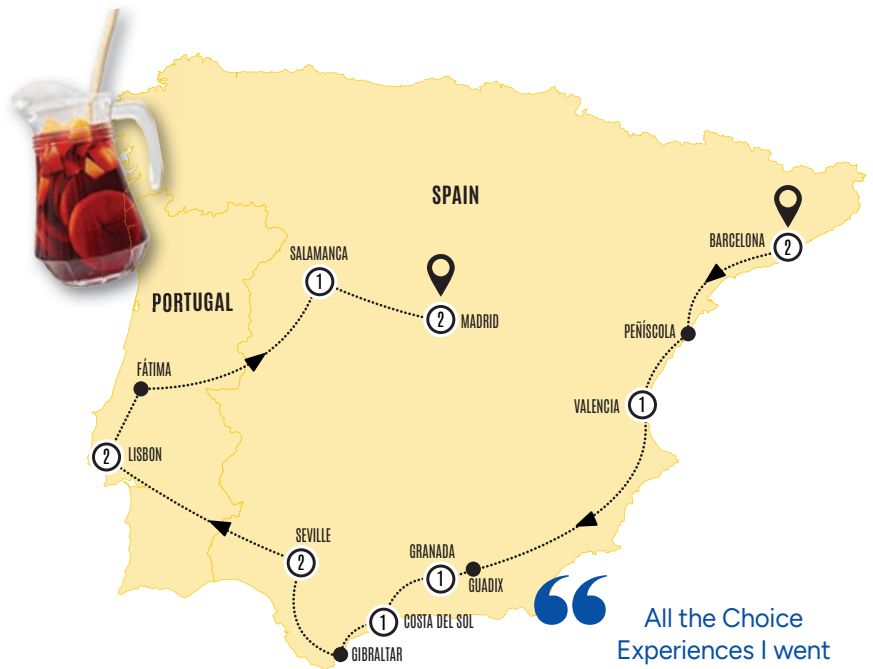 SPAIN
BARCELONA
2
SALAMANCA
1
PORTUGAL
2
MADRID
PEÑÍSCOLA
FÁTIMA
VALENCIA
1
2
LISBON
SEVILLE
2
GRANADA
1
GUADIX
1
COSTA DEL SOL
GIBRALTAR
“
All the Choice
Experiences I went